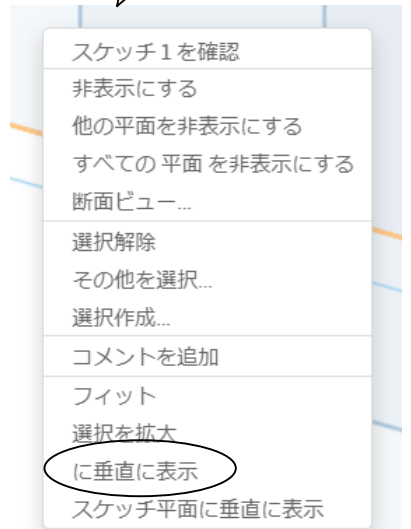 スケッチ1を確認
非表示にする
他の平面を非表示にする
すべての 平面 を非表示にする
断面ビュー...
選択解除
その他を選択...
選択作成...
コメントを追加
フィット
選択を拡大
に垂直に表示
スケッチ平面に垂直に表示